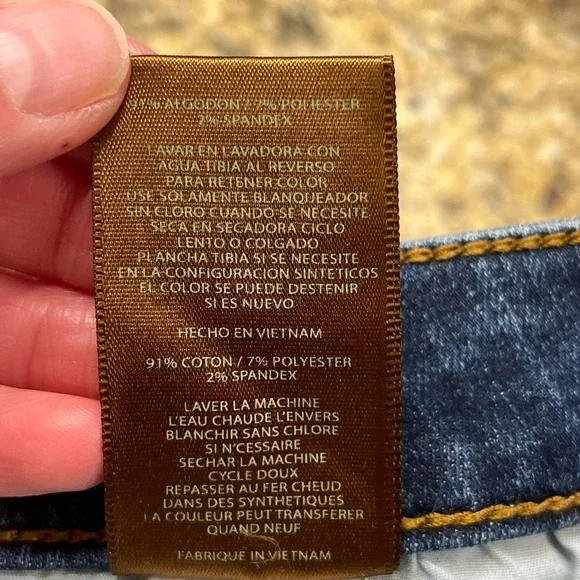 91% ALGODON / 7% POLIESTER
2% SPANDEX
LAVAR EN LAVADORA CON
AGUA TIBIA AL REVERSO
PARA RETENER COLOR
USE SOLAMENTE BLANQUEADOR
SIN CLORO CUANDO SE NECESITE
SECA EN SECADORA CICLO
LENTO O COLGADO
PLANCHA TIBIA SI SE NECESITE
EN LA CONFIGURACION SINTETICOS
EL COLOR SE PUEDE DESTENIR
SI ES NUEVO
HECHO EN VIETNAM
91% COTON / 7% POLYESTER
2% SPANDEX
LAVER LA MACHINE
L'EAU CHAUDE L'ENVERS
BLANCHIR SANS CHLORE
SI N'CESSAIRE
SECHAR LA MACHINE
CYCLE DOUX
REPASSER AU FER CHEUD
DANS DES SYNTHETIQUES
LA COULEUR PEUT TRANSFERER
QUAND NEUF
FABRIQUE IN VIETNAM